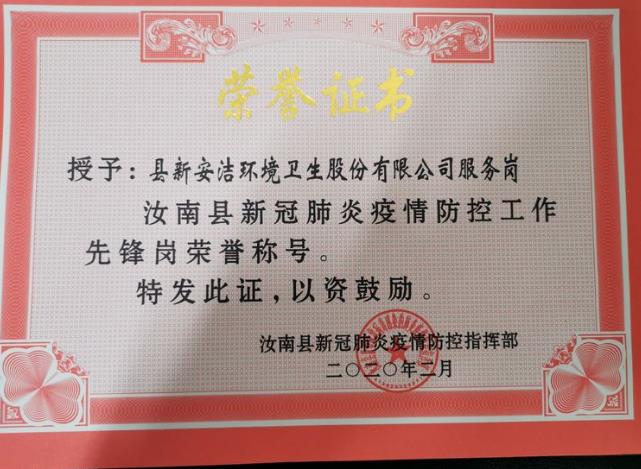 荣誉证书
授予：县新安洁环境卫生股份有限公司服务岗
汝南县新冠肺炎疫情防控工作
先锋岗荣誉称号。
特发此证，以资鼓励。
汝南县新冠肺炎疫情防控指挥部
二〇二〇年二月